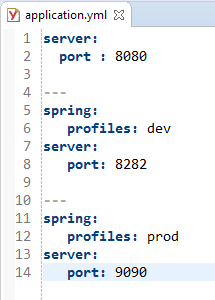 application.yml
1 server:
2   port : 8080
3
4 ---
5 spring:
6    profiles: dev
7 server:
8    port: 8282
9
10 ---
11 spring:
12    profiles: prod
13 server:
14    port: 9090